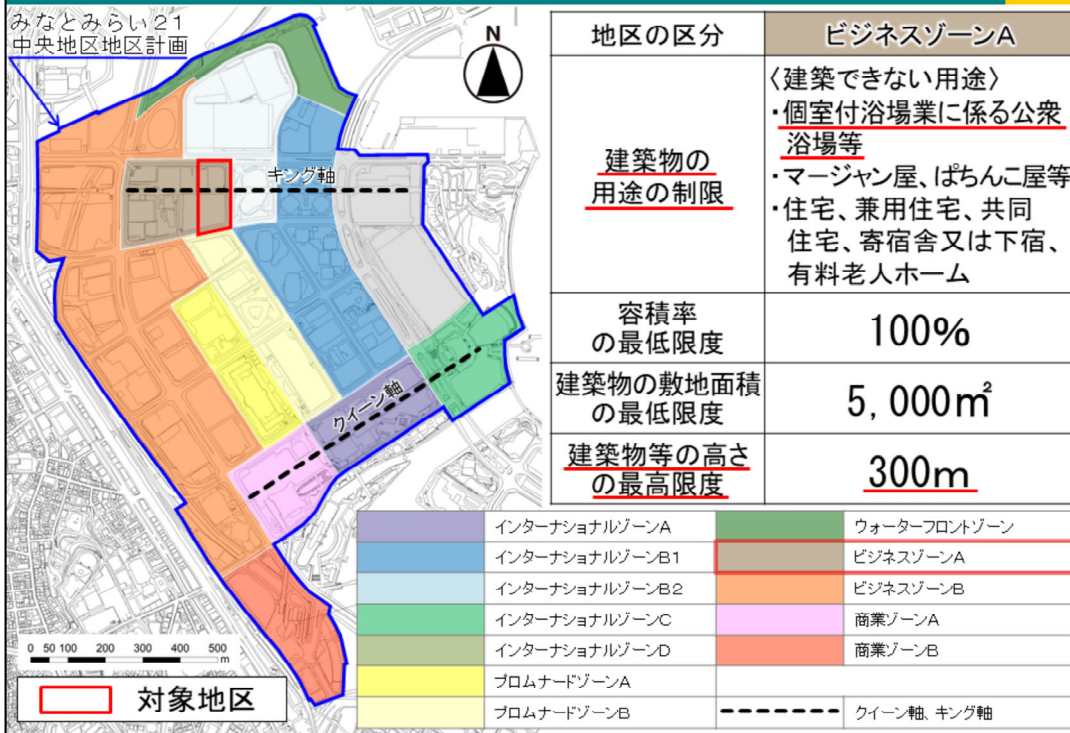 みなとみらい21
中央地区地区計画
N
キング軸
クイーン軸
0 50 100 200 300 400 500
m
対象地区
地区の区分
ビジネスゾーンA
建築物の
用途の制限
〈建築できない用途〉
・個室付浴場業に係る公衆
浴場等
・マージャン屋、ぱちんこ屋等
・住宅、兼用住宅、共同
住宅、寄宿舎又は下宿、
有料老人ホーム
容積率
の最低限度
100%
建築物の敷地面積
の最低限度
5,000㎡
建築物等の高さ
の最高限度
300m
インターナショナルゾーンA
ウォーターフロントゾーン
インターナショナルゾーンB1
ビジネスゾーンA
インターナショナルゾーンB2
ビジネスゾーンB
インターナショナルゾーンC
商業ゾーンA
インターナショナルゾーンD
商業ゾーンB
プロムナードゾーンA
プロムナードゾーンB
クイーン軸、キング軸